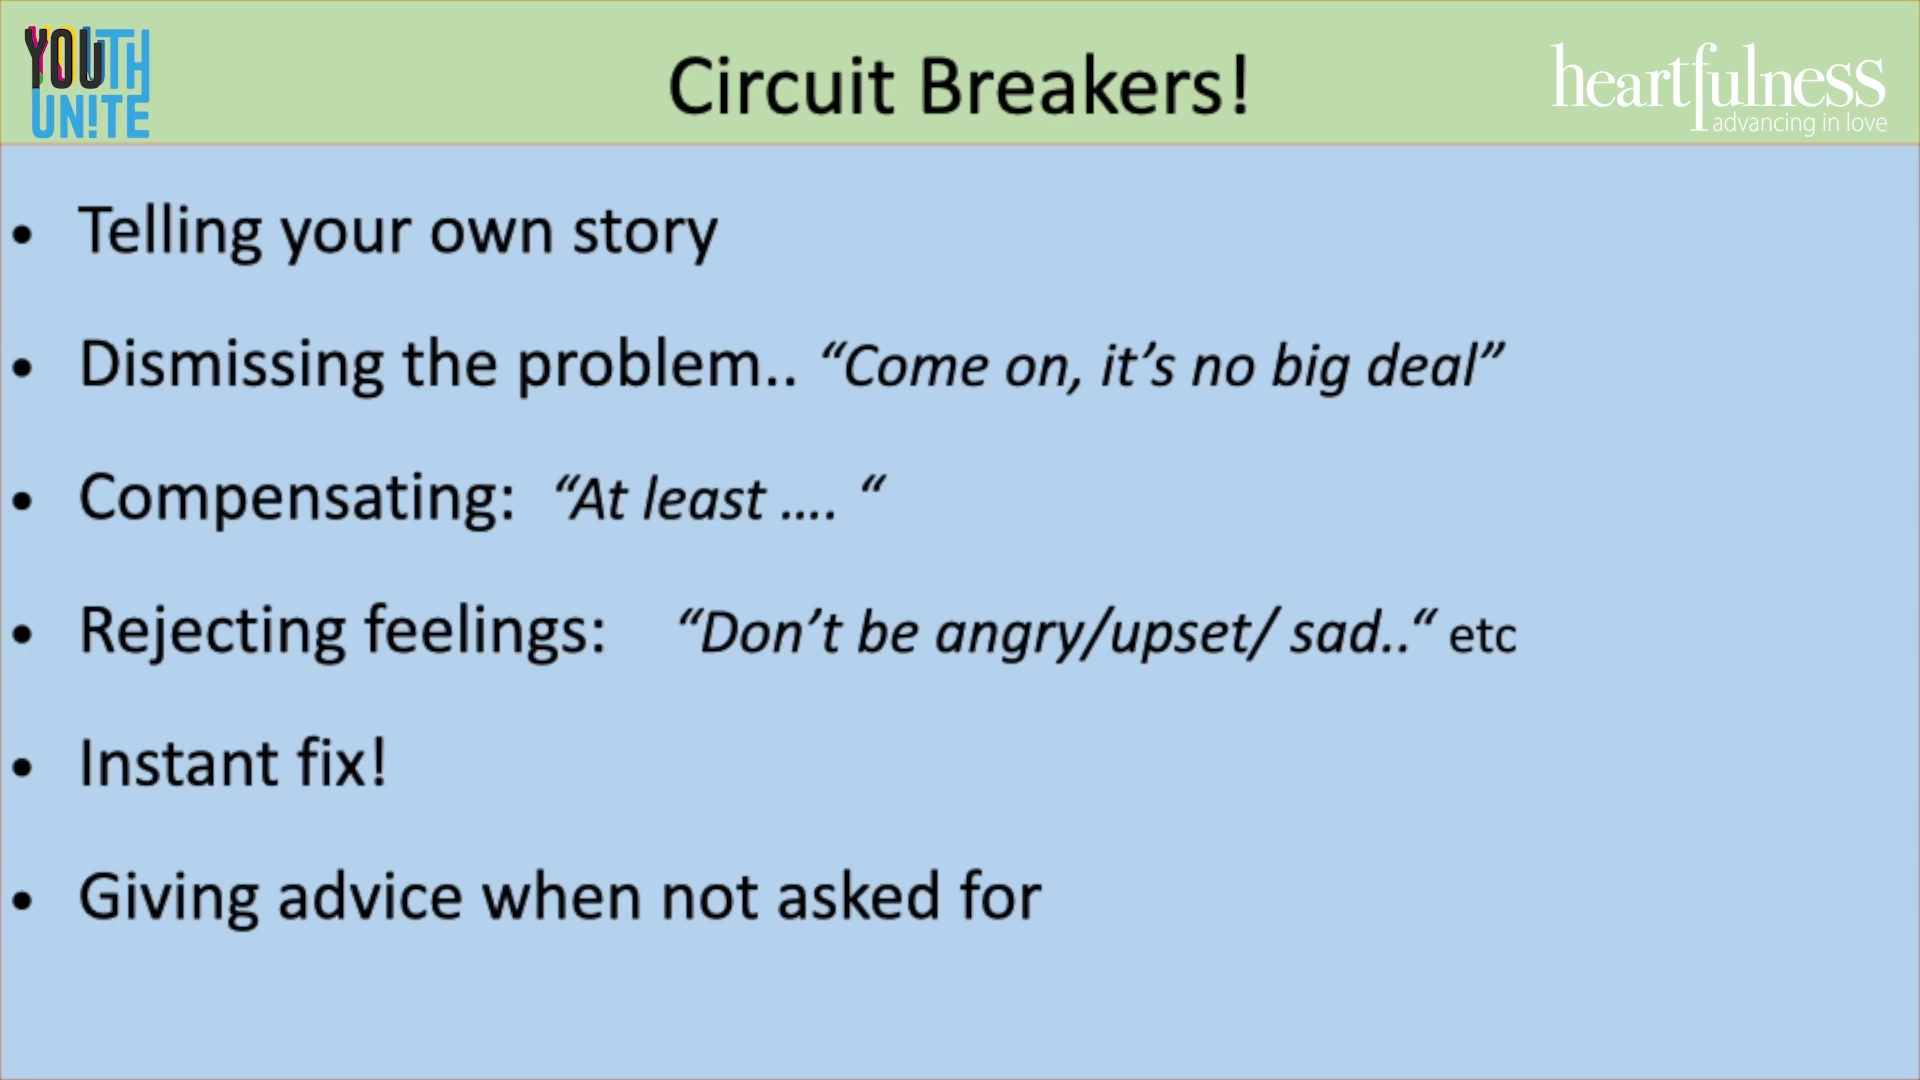 YOUTH
UN!TE
Circuit Breakers!
heartfulness
advancing in love
• Telling your own story
• Dismissing the problem.. “Come on, it’s no big deal”
• Compensating: “At least .... “
• Rejecting feelings: “Don’t be angry/upset/ sad..“ etc
• Instant fix!
• Giving advice when not asked for